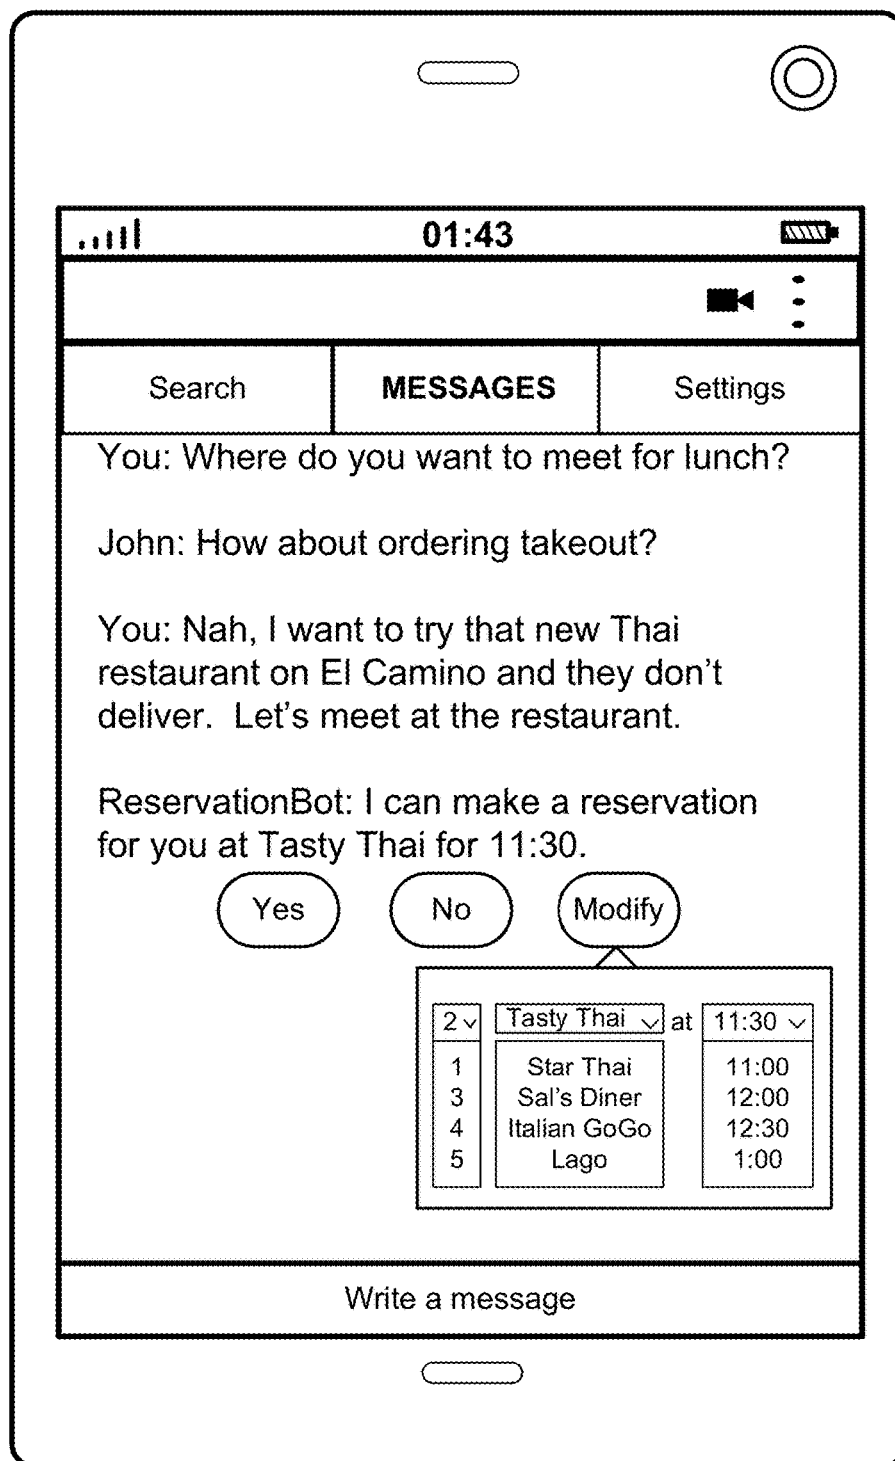 01:43
Search MESSAGES Settings
You: Where do you want to meet for lunch?
John: How about ordering takeout?
You: Nah, I want to try that new Thai
restaurant on El Camino and they don't
deliver. Let's meet at the restaurant.
ReservationBot: I can make a reservation
for you at Tasty Thai for 11:30.
Yes No Modify
2 Tasty Thai at 11:30
1 Star Thai 11:00
3 Sal's Diner 12:00
4 Italian GoGo 12:30
5 Lago 1:00
Write a message